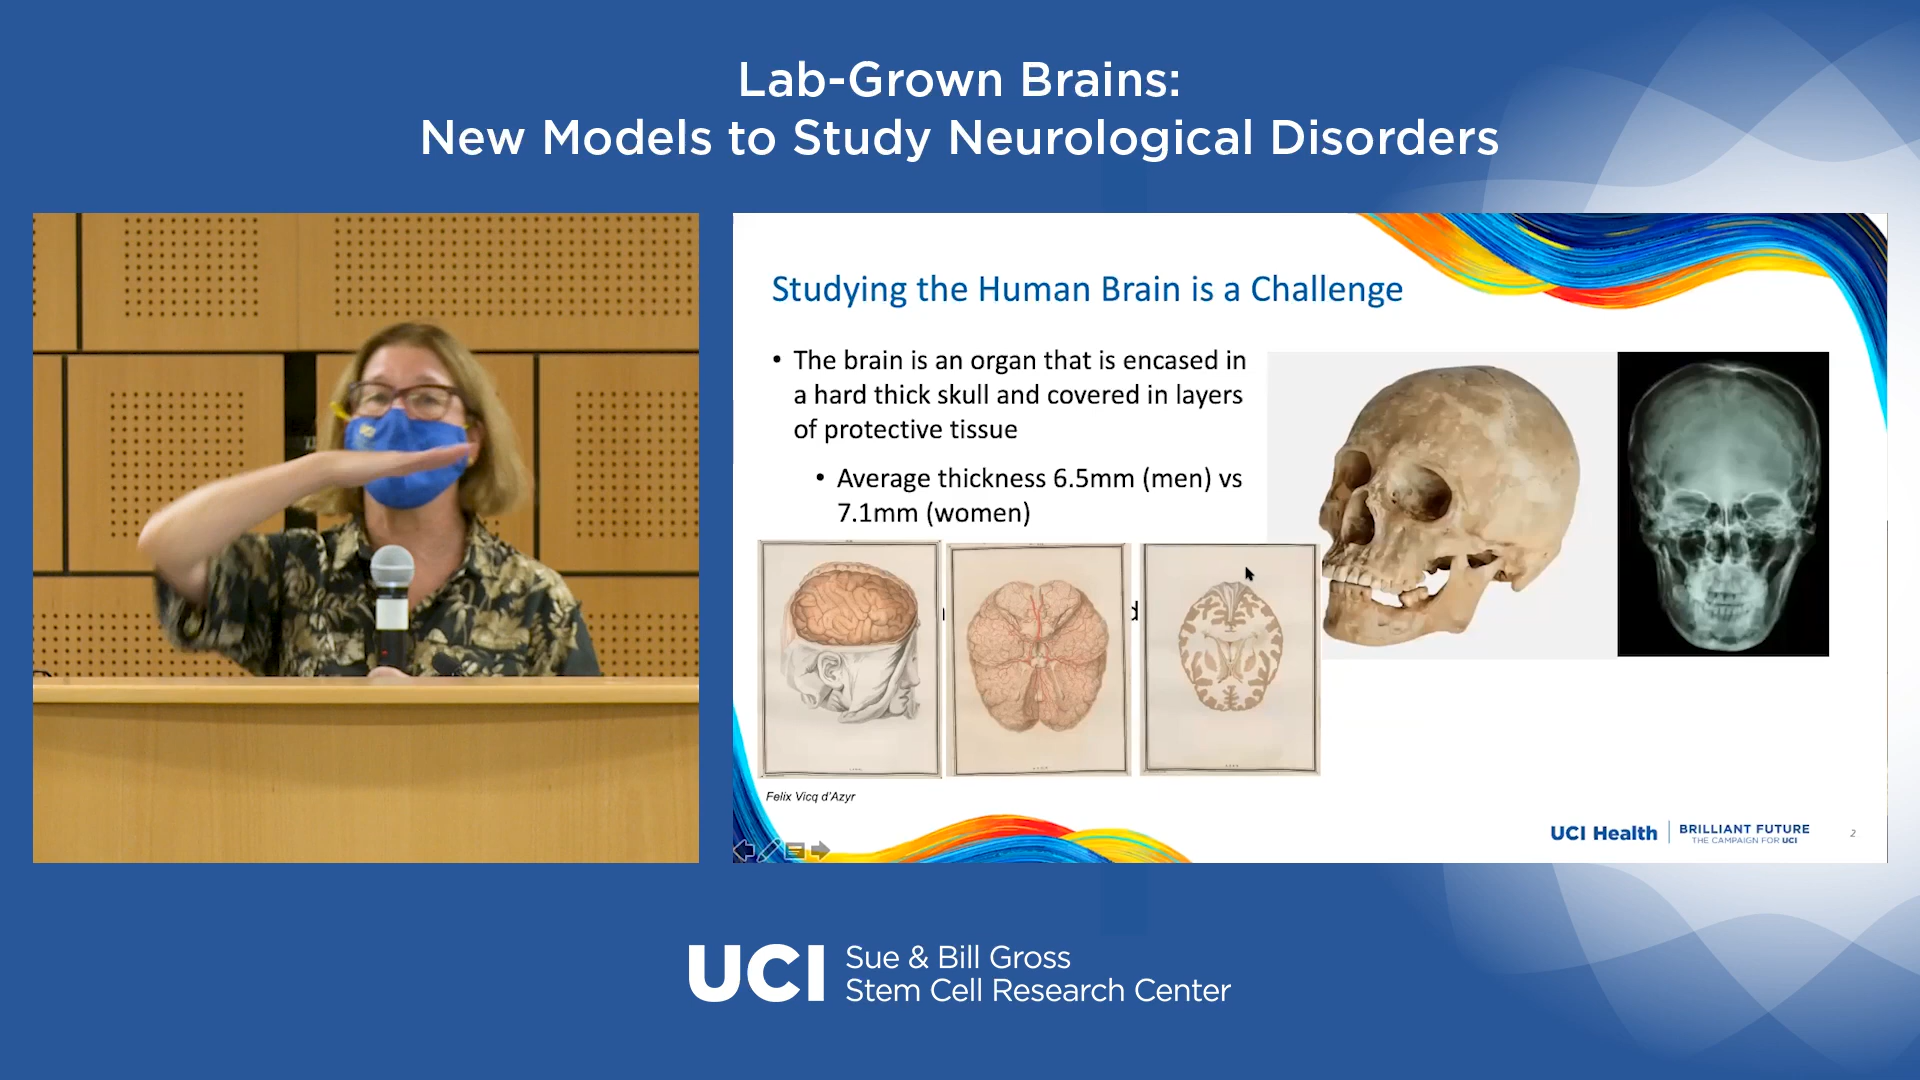 Lab-Grown Brains:
New Models to Study Neurological Disorders
Studying the Human Brain is a Challenge
• The brain is an organ that is encased in
a hard thick skull and covered in layers
of protective tissue
• Average thickness 6.5mm (men) vs
7.1mm (women)
Felix Vicq d'Azyr
UCI Health
BRILLIANT FUTURE
THE CAMPAIGN FOR UCI
2
UCI
Sue & Bill Gross
Stem Cell Research Center